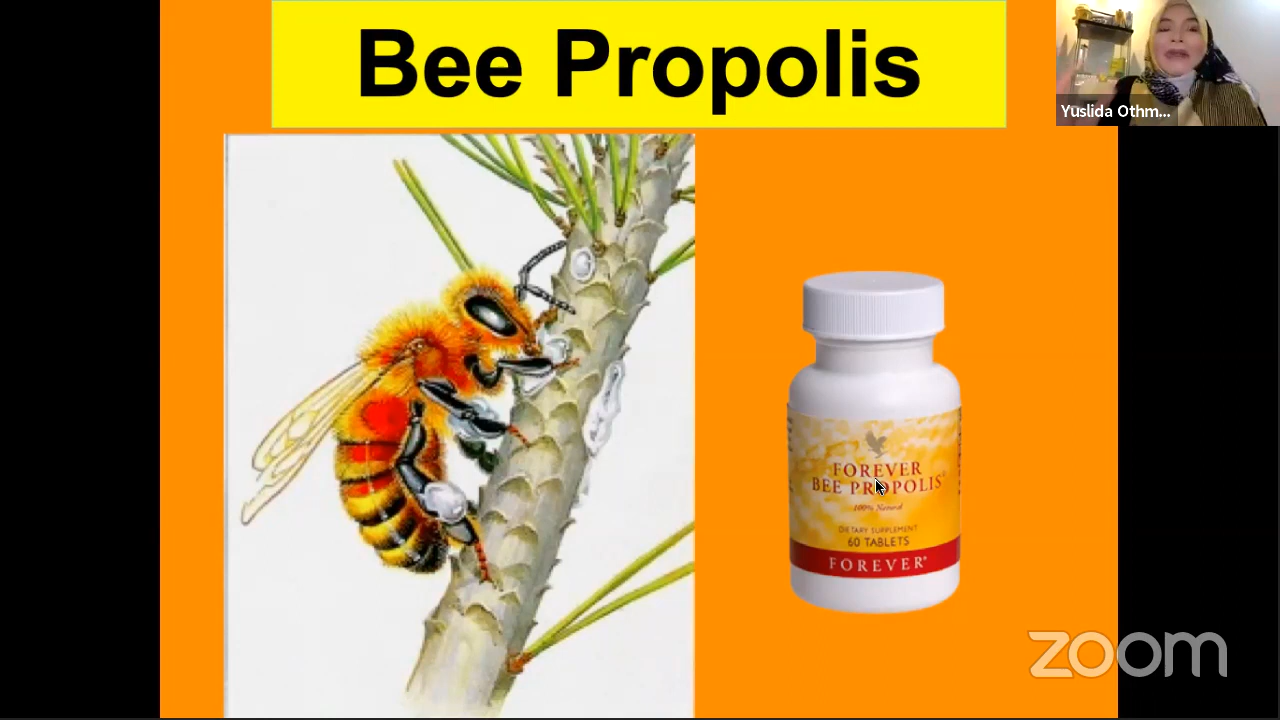 Bee Propolis
Yuslida Othm...
FOREVER
BEE PROPOLIS®
100% Natural
DIETARY SUPPLEMENT
60 TABLETS
FOREVER®
zoom